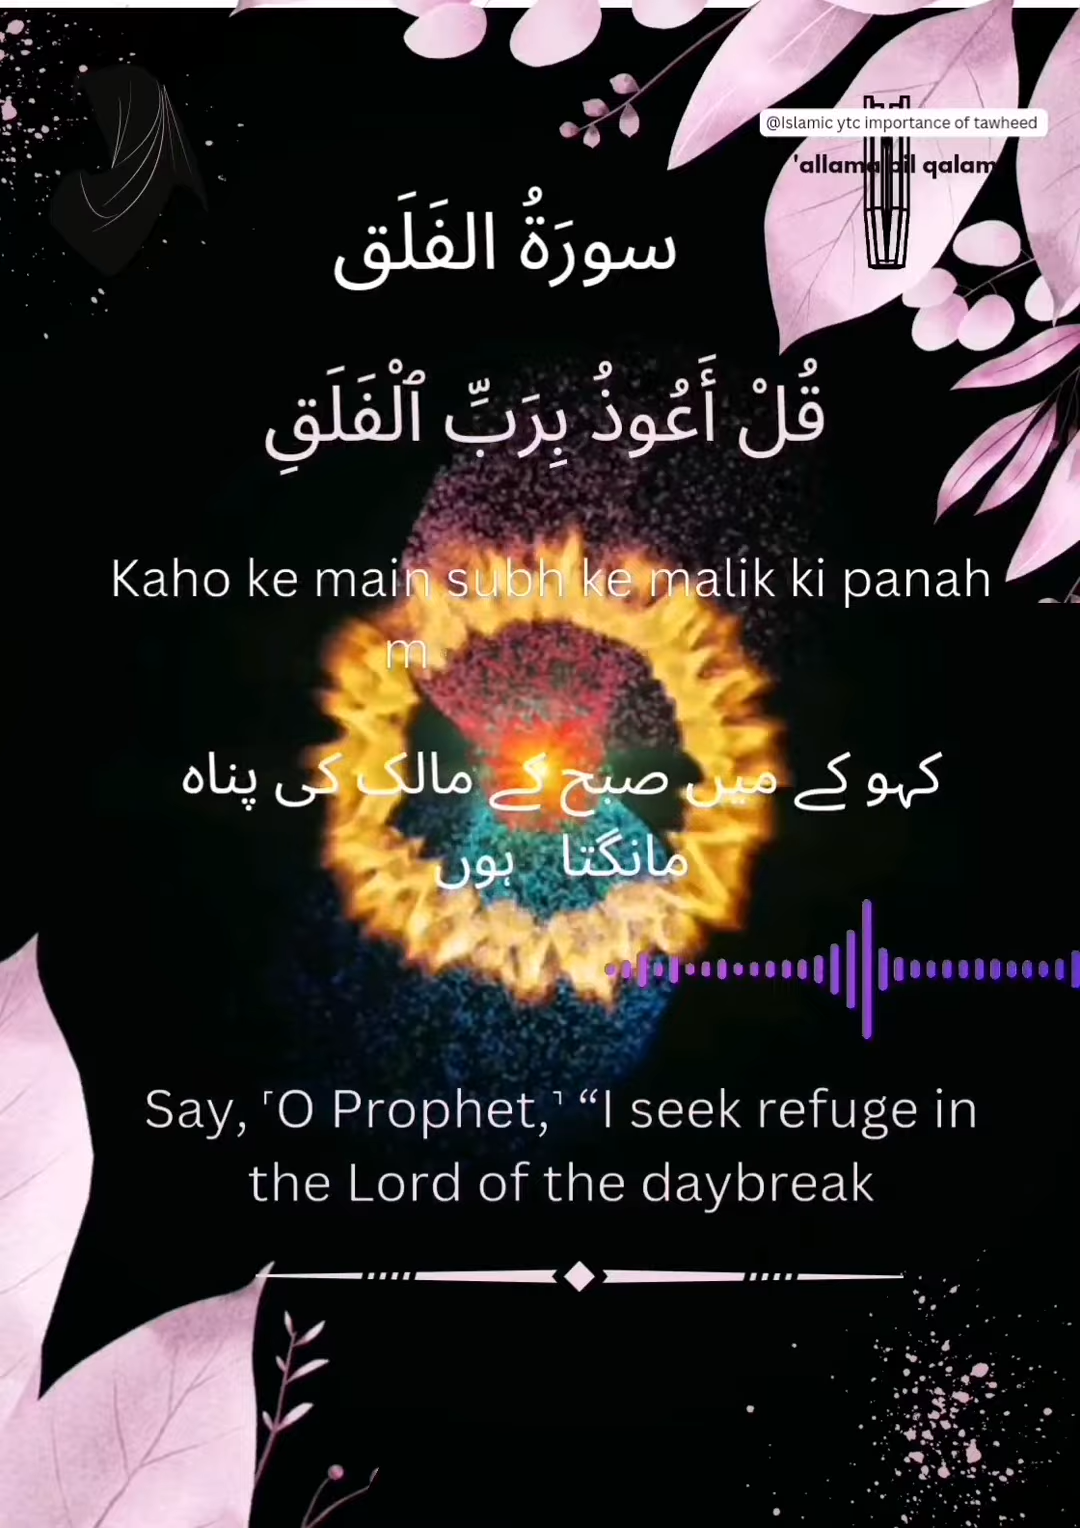 @Islamic ytc importance of tawheed
'allama bil qalam
سورَةُ الفَلَق
قُلْ أَعُوذُ بِرَبِّ ٱلْفَلَقِ
Kaho ke main subh ke malik ki panah
m
کہو کے میں صبح گے مالک کی پناہ
مانگتا ہوں
Say, ˹O Prophet,˺ “I seek refuge in
the Lord of the daybreak